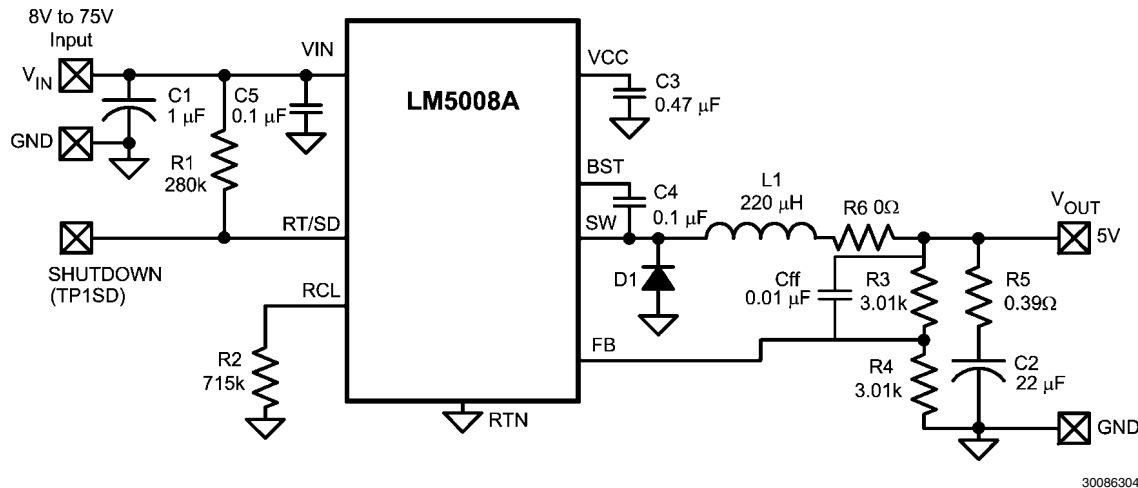 8V to 75V
Input
VIN
GND
C1
1 μF
C5
0.1 μF
R1
280k
SHUTDOWN
(TP1SD)
R2
715k
VIN
RT/SD
RCL
LM5008A
RTN
VCC
C3
0.47 μF
BST
C4
0.1 μF
SW
D1
FB
L1
220 μH
R6 0Ω
Cff
0.01 μF
R3
3.01k
R4
3.01k
R5
0.39Ω
C2
22 μF
VOUT
5V
GND
30086304